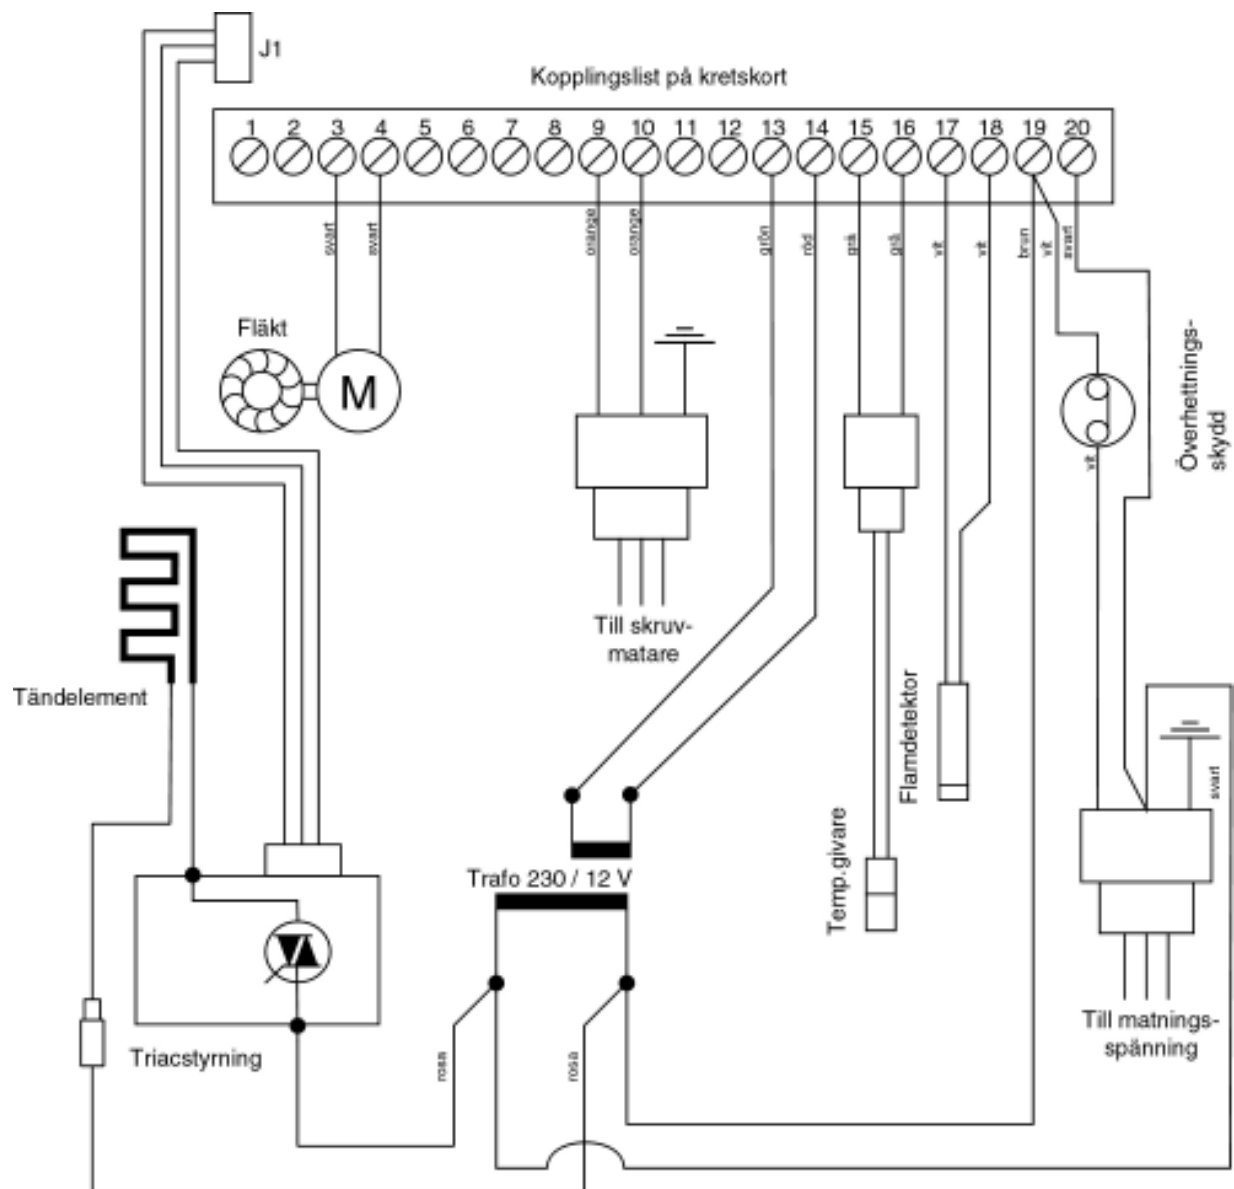 J1
Kopplingslist på kretskort
1 2 3 4 5 6 7 8 9 10 11 12 13 14 15 16 17 18 19 20
svart
svart
orange
orange
grön
röd
grå
grå
vit
vit
brun
vit
svart
Fläkt
M
Överhettnings-
skydd
vit
Till skruv-
matare
Tändelement
Flamdetektor
svart
Trafo 230 / 12 V
Temp.givare
Till matnings-
spänning
Triacstyrning
rosa
rosa